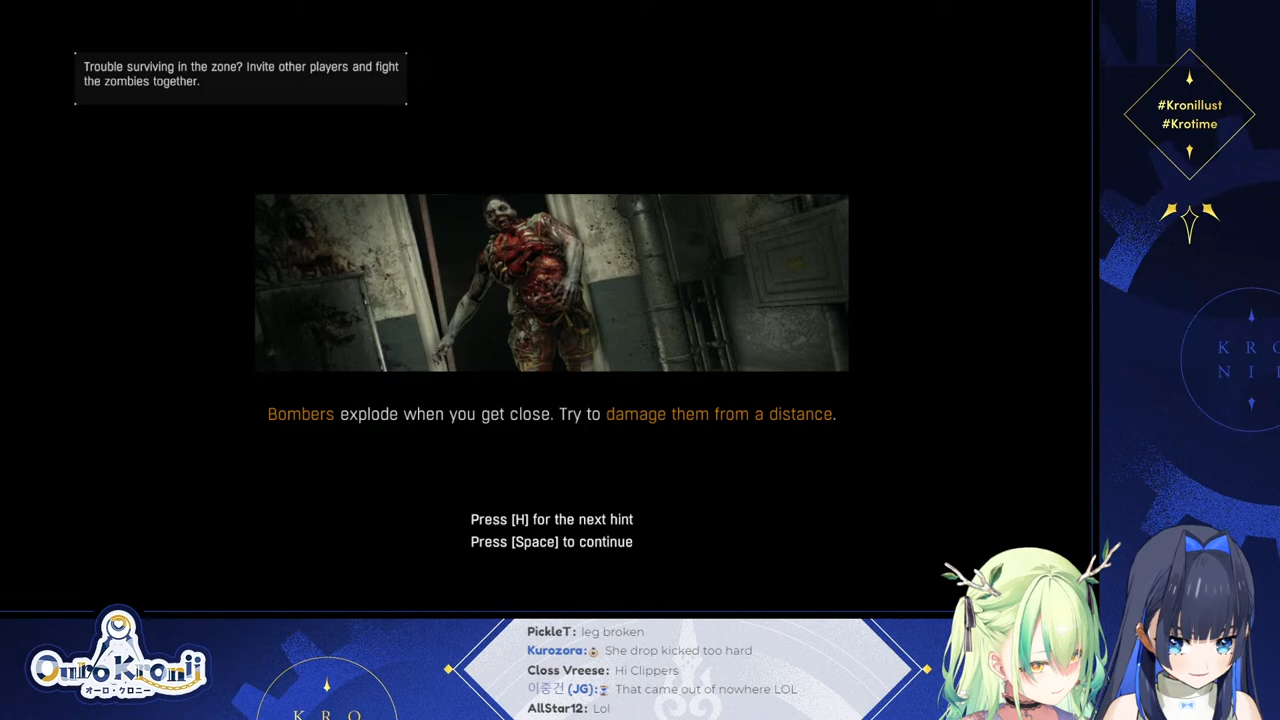 Trouble surviving in the zone? Invite other players and fight
the zombies together.
#Kronillust
#Krotime
K R O
N I I
Bombers explode when you get close. Try to damage them from a distance.
Press [H] for the next hint
Press [Space] to continue
Ouro Kronii
オーロ・クロニー
K R O
PickleT: leg broken
Kurozora: She drop kicked too hard
Closs Vreese: Hi Clippers
이중건 (JG): That came out of nowhere LOL
AllStar12: Lol